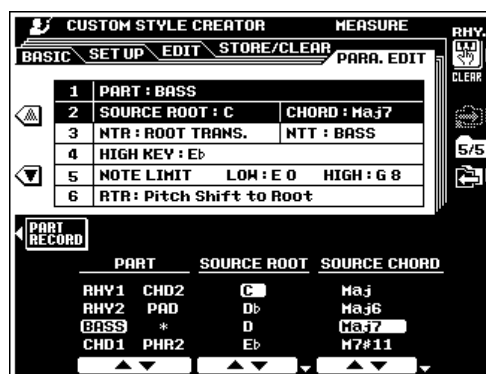 CUSTOM STYLE CREATOR MEASURE RHY.
BASIC SET UP EDIT STORE/CLEAR PARA. EDIT
CLEAR
1 PART : BASS
2 SOURCE ROOT : C CHORD : Maj7
3 NTR : ROOT TRANS. NTT : BASS
4 HIGH KEY : E♭
5/5
5 NOTE LIMIT LOW : E 0 HIGH : G 8
6 RTR : Pitch Shift to Root
PART RECORD
PART SOURCE ROOT SOURCE CHORD
RHY1 CHD2 C Maj
RHY2 PAD D♭ Maj6
BASS * D Maj7
CHD1 PHR2 E♭ M7#11